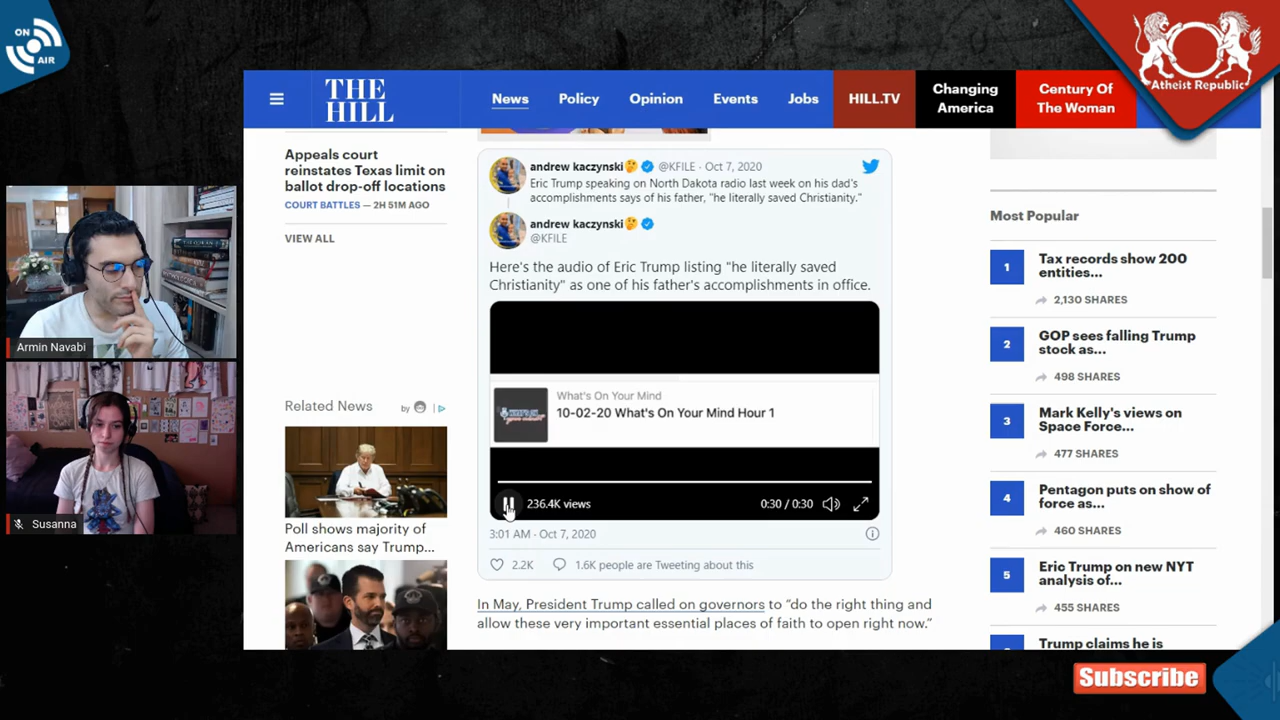 ON
AIR
Atheist Republic
THE
HILL
News
Policy
Opinion
Events
Jobs
HILL.TV
Changing
America
Century Of
The Woman
Appeals court
reinstates Texas limit on
ballot drop-off locations
COURT BATTLES — 2H 51M AGO
VIEW ALL
Related News
by
Poll shows majority of
Americans say Trump...
andrew kaczynski🤔 @KFILE · Oct 7, 2020
Eric Trump speaking on North Dakota radio last week on his dad's
accomplishments says of his father, "he literally saved Christianity."
andrew kaczynski🤔
@KFILE
Here's the audio of Eric Trump listing "he literally saved
Christianity" as one of his father's accomplishments in office.
What's On Your Mind
10-02-20 What's On Your Mind Hour 1
236.4K views
0:30 / 0:30
3:01 AM · Oct 7, 2020
2.2K
1.6K people are Tweeting about this
In May, President Trump called on governors to “do the right thing and
allow these very important essential places of faith to open right now.”
Most Popular
1
Tax records show 200
entities...
2,130 SHARES
2
GOP sees falling Trump
stock as...
498 SHARES
3
Mark Kelly's views on
Space Force...
477 SHARES
4
Pentagon puts on show of
force as...
460 SHARES
5
Eric Trump on new NYT
analysis of...
455 SHARES
Trump claims he is
Armin Navabi
Susanna
Subscribe